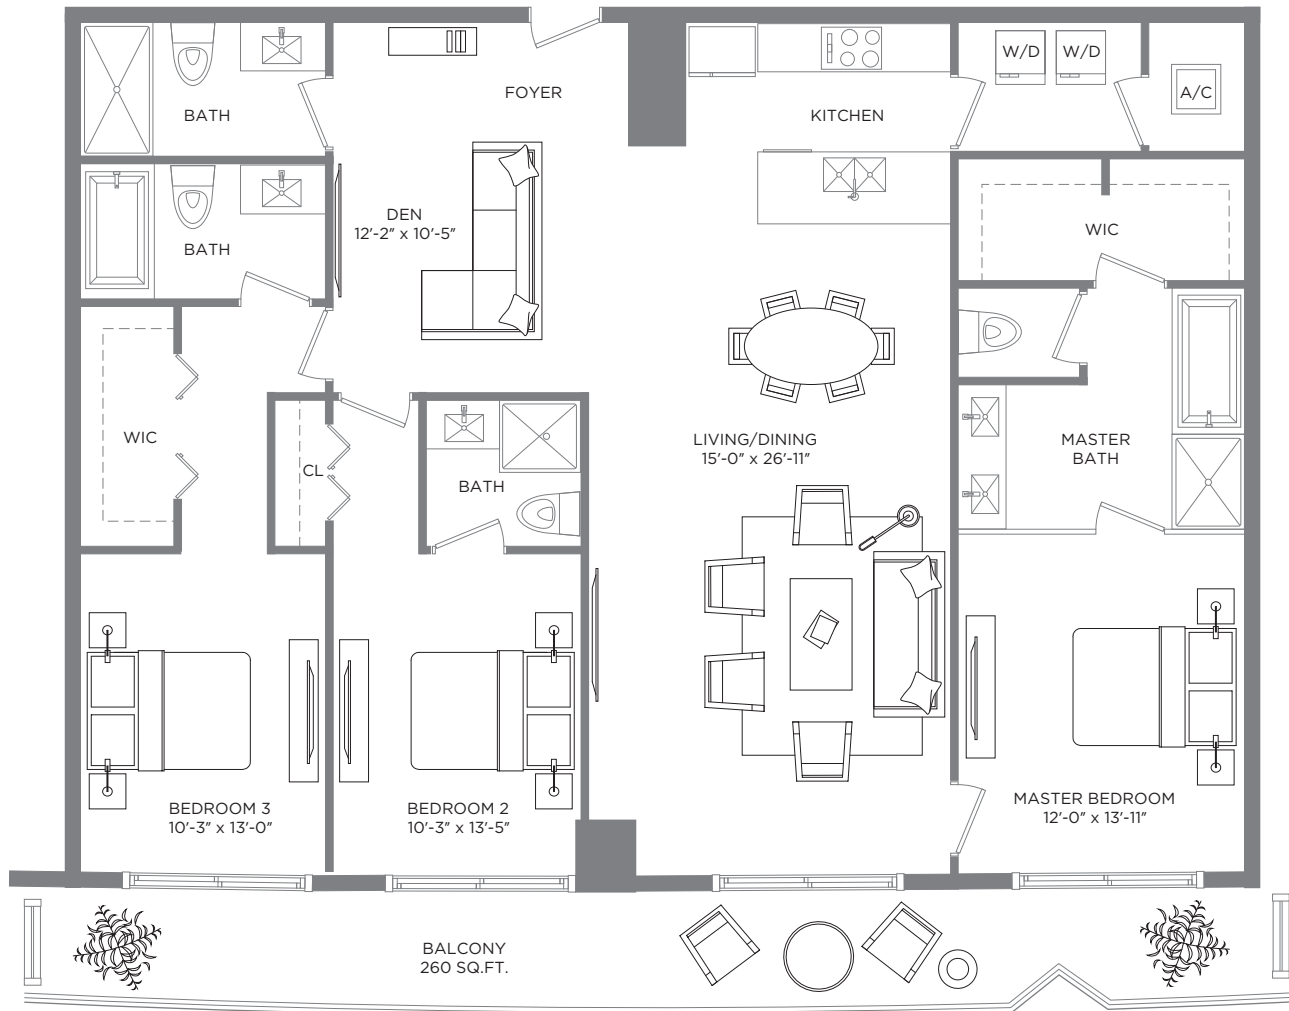 W/D
W/D
A/C
FOYER
BATH
KITCHEN
DEN
12'-2" x 10'-5"
BATH
WIC
WIC
CL
LIVING/DINING
15'-0" x 26'-11"
MASTER
BATH
BATH
BEDROOM 3
10'-3" x 13'-0"
BEDROOM 2
10'-3" x 13'-5"
MASTER BEDROOM
12'-0" x 13'-11"
BALCONY
260 SQ.FT.